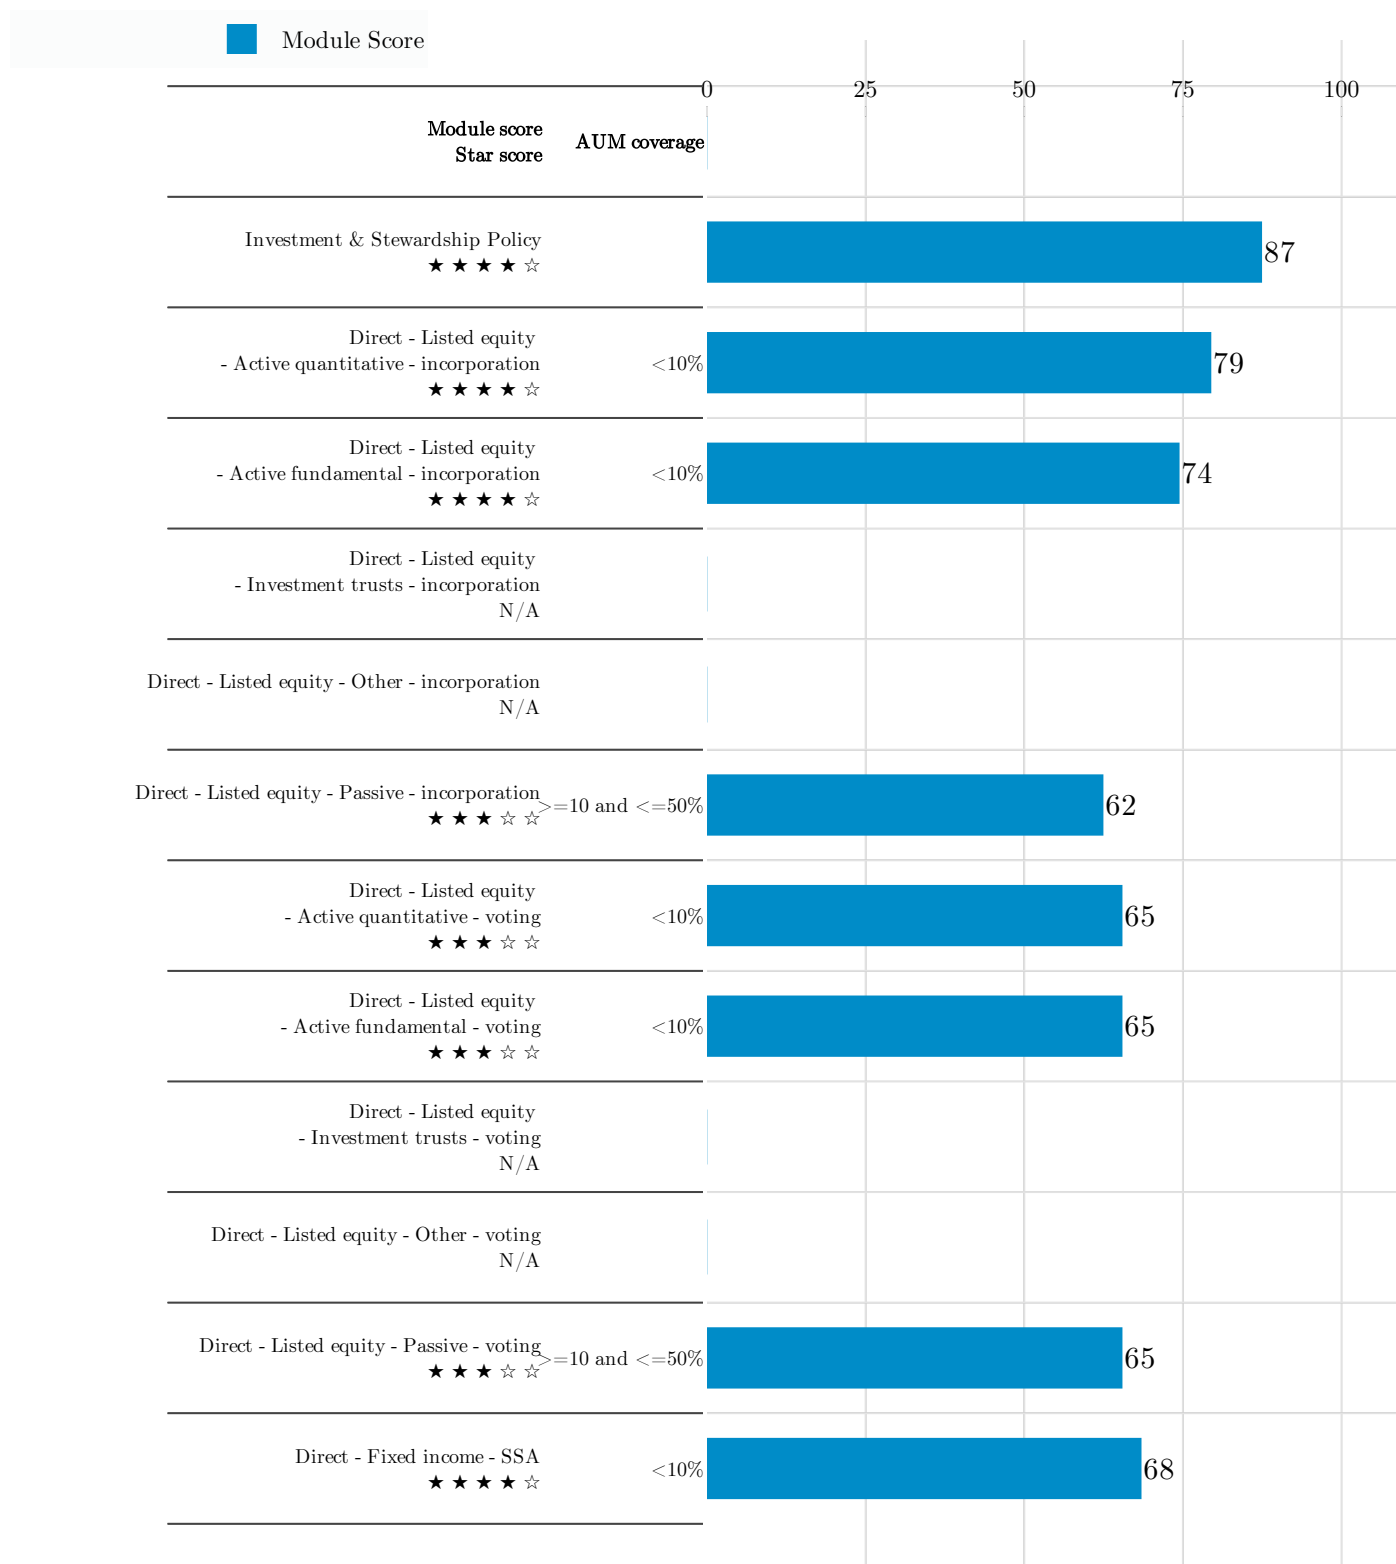 Module Score
0 25 50 75 100
Module score
Star score
AUM coverage
Investment & Stewardship Policy
★ ★ ★ ★ ☆
87
Direct - Listed equity
- Active quantitative - incorporation
★ ★ ★ ★ ☆
<10%
79
Direct - Listed equity
- Active fundamental - incorporation
★ ★ ★ ★ ☆
<10%
74
Direct - Listed equity
- Investment trusts - incorporation
N/A
Direct - Listed equity - Other - incorporation
N/A
Direct - Listed equity - Passive - incorporation
★ ★ ★ ☆ ☆
>=10 and <=50%
62
Direct - Listed equity
- Active quantitative - voting
★ ★ ★ ☆ ☆
<10%
65
Direct - Listed equity
- Active fundamental - voting
★ ★ ★ ☆ ☆
<10%
65
Direct - Listed equity
- Investment trusts - voting
N/A
Direct - Listed equity - Other - voting
N/A
Direct - Listed equity - Passive - voting
★ ★ ★ ☆ ☆
>=10 and <=50%
65
Direct - Fixed income - SSA
★ ★ ★ ★ ☆
<10%
68